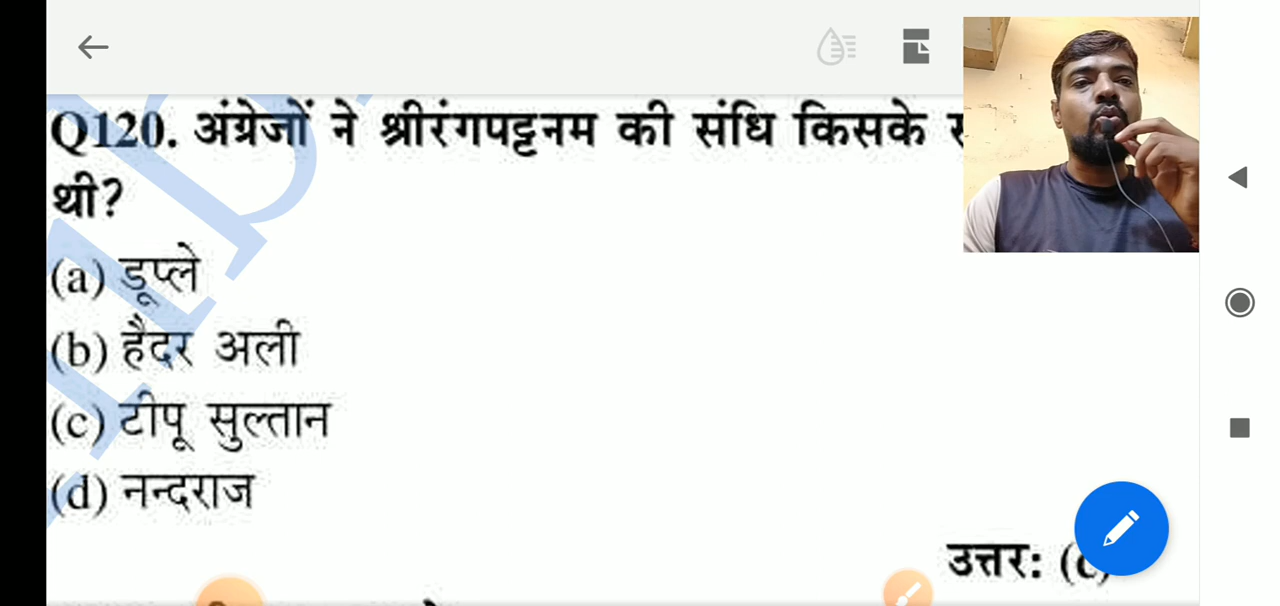 Q120. अंग्रेजों ने श्रीरंगपट्टनम की संधि किसके
थी?
(a) डूप्ले
(b) हैदर अली
(c) टीपू सुल्तान
(d) नन्दराज
उत्तर: (c)